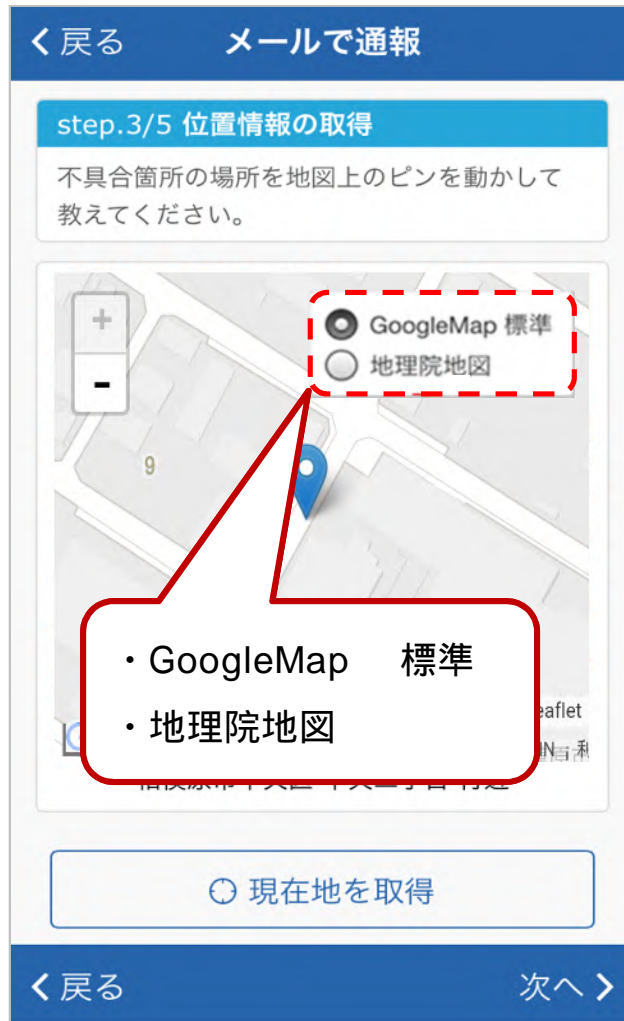 戻る メールで通報
step.3/5 位置情報の取得
不具合箇所の場所を地図上のピンを動かして
教えてください。
+
GoogleMap 標準
-
地理院地図
9
・GoogleMap 標準
・地理院地図
eaflet
現在地を取得
戻る 次へ